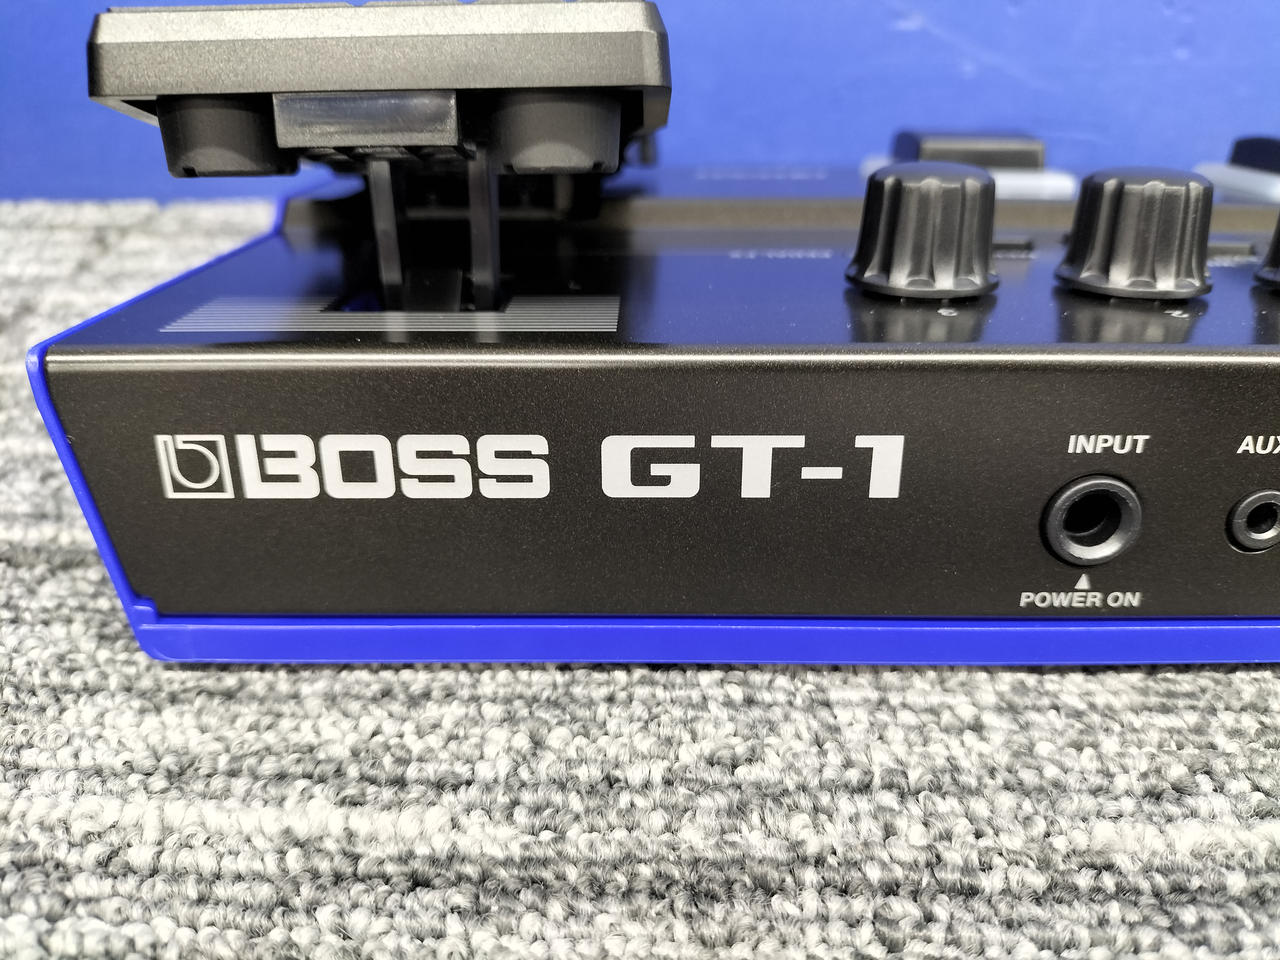 BOSS GT-1
INPUT
AUX
POWER ON